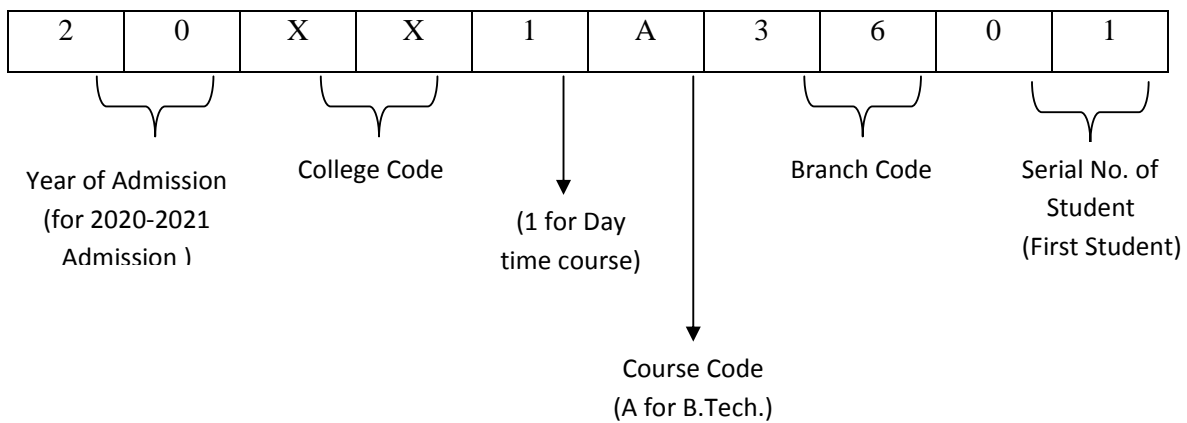 2 0 X X 1 A 3 6 0 1
Year of Admission
(for 2020-2021
Admission )
College Code
(1 for Day
time course)
Course Code
(A for B.Tech.)
Branch Code
Serial No. of
Student
(First Student)